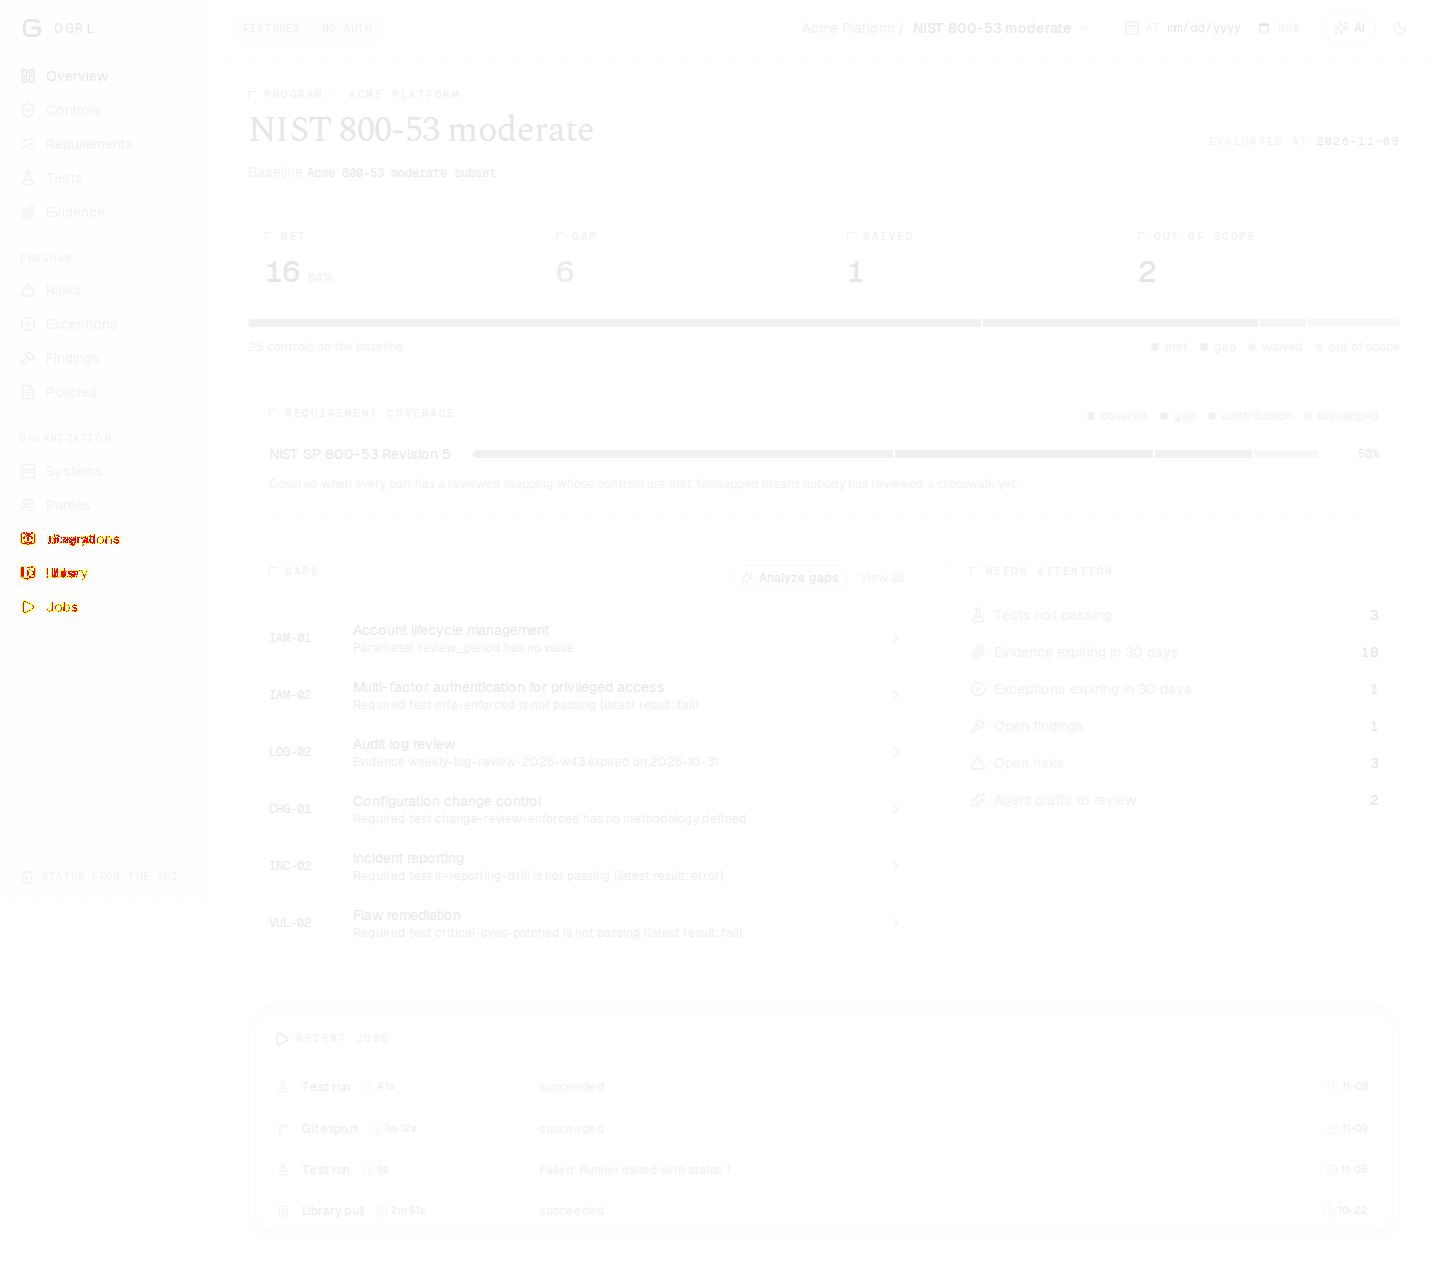 OGRL
FIXTURES NO AUTH
Acme Platform / NIST 800-53 moderate
AT mm/dd/yyyy NOW
AI
Overview
Controls
Requirements
Tests
Evidence
PROGRAM
Risks
Exceptions
Findings
Policies
ORGANIZATION
Systems
Parties
Jobs
STATUS FROM THE API
PROGRAM · ACME PLATFORM
NIST 800-53 moderate
EVALUATED AT 2026-11-09
Baseline Acme 800-53 moderate subset
MET
16 64%
GAP
6
WAIVED
1
OUT OF SCOPE
2
25 controls on the baseline.
met gap waived out of scope
REQUIREMENT COVERAGE
covered gap contribution unmapped
NIST SP 800-53 Revision 5 50%
Covered when every part has a reviewed mapping whose controls are met. Unmapped means nobody has reviewed a crosswalk yet.
GAPS
Analyze gaps View all
IAM-01 Account lifecycle management
Parameter review_period has no value
IAM-02 Multi-factor authentication for privileged access
Required test mfa-enforced is not passing (latest result: fail)
LOG-02 Audit log review
Evidence weekly-log-review-2026-w43 expired on 2026-10-31
CHG-01 Configuration change control
Required test change-review-enforced has no methodology defined
INC-02 Incident reporting
Required test ir-reporting-drill is not passing (latest result: error)
VUL-02 Flaw remediation
Required test critical-cves-patched is not passing (latest result: fail)
NEEDS ATTENTION
Tests not passing 3
Evidence expiring in 30 days 18
Exceptions expiring in 30 days 1
Open findings 1
Open risks 3
Agent drafts to review 2
RECENT JOBS
Test run 41s succeeded 11-08
Git export 1m 12s succeeded 11-09
Test run 9s Failed: Runner exited with status 1 11-05
Library pull 2m 51s succeeded 10-22